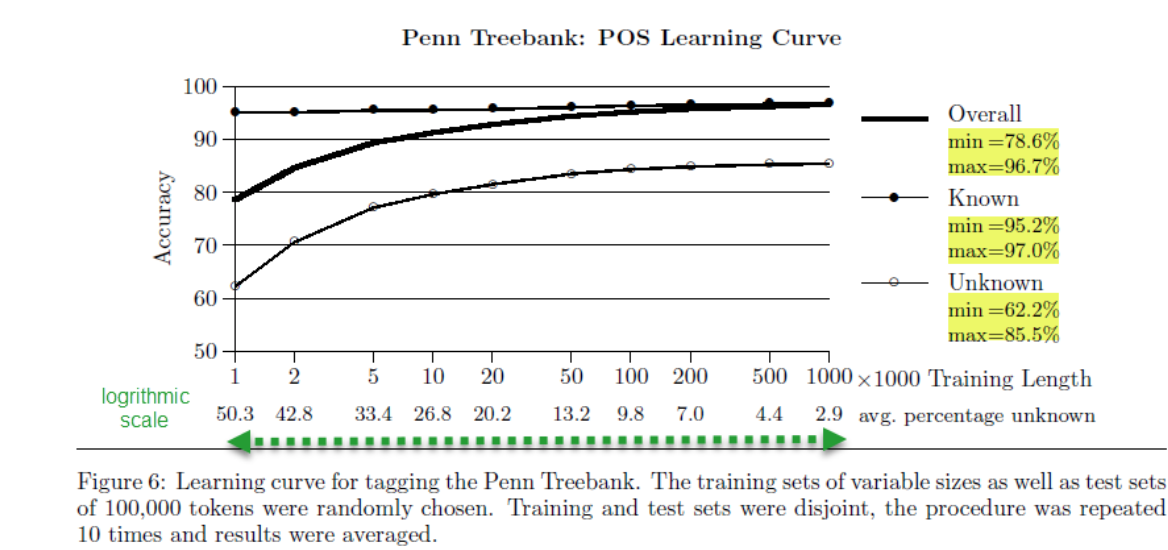 Penn Treebank: POS Learning Curve
100
90
80
70
60
50
Accuracy
Overall
min =78.6%
max=96.7%
Known
min =95.2%
max=97.0%
Unknown
min =62.2%
max=85.5%
1 2 5 10 20 50 100 200 500 1000 ×1000 Training Length
logrithmic
scale
50.3 42.8 33.4 26.8 20.2 13.2 9.8 7.0 4.4 2.9 avg. percentage unknown
Figure 6: Learning curve for tagging the Penn Treebank. The training sets of variable sizes as well as test sets
of 100,000 tokens were randomly chosen. Training and test sets were disjoint, the procedure was repeated
10 times and results were averaged.